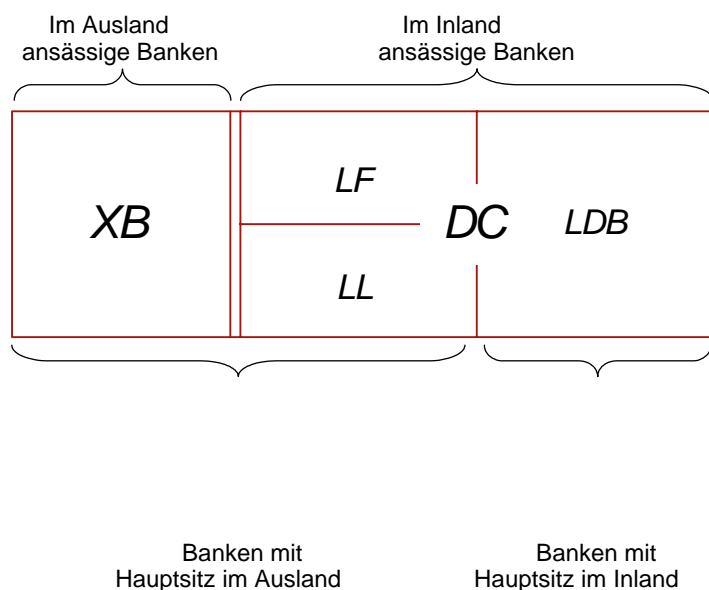 Im Ausland
ansässige Banken
Im Inland
ansässige Banken
XB
LF
LL
DC
LDB
Banken mit
Hauptsitz im Ausland
Banken mit
Hauptsitz im Inland